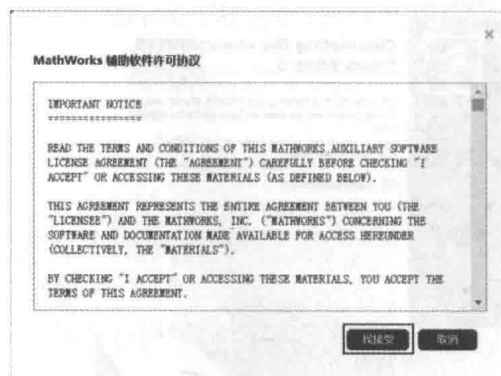 MathWorks 辅助软件许可协议
IMPORTANT NOTICE
================
READ THE TERMS AND CONDITIONS OF THIS MATHWORKS AUXILIARY SOFTWARE
LICENSE AGREEMENT (THE "AGREEMENT") CAREFULLY BEFORE CHECKING "I
ACCEPT" OR ACCESSING THESE MATERIALS (AS DEFINED BELOW).
THIS AGREEMENT REPRESENTS THE ENTIRE AGREEMENT BETWEEN YOU (THE
"LICENSEE") AND THE MATHWORKS, INC. ("MATHWORKS") CONCERNING THE
SOFTWARE AND DOCUMENTATION MADE AVAILABLE FOR ACCESS HEREUNDER
(COLLECTIVELY, THE "MATERIALS").
BY CHECKING "I ACCEPT" OR ACCESSING THESE MATERIALS, YOU ACCEPT THE
TERMS OF THIS AGREEMENT.
我接受 取消